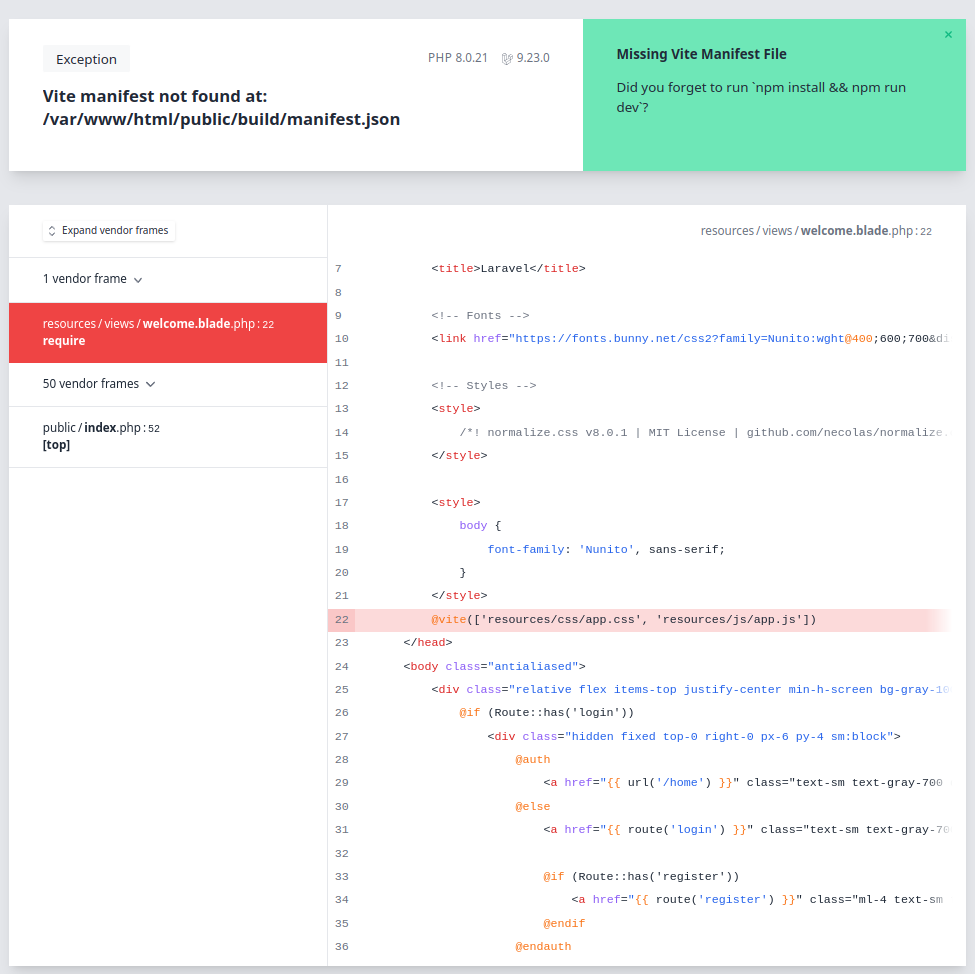 Exception
PHP 8.0.21 9.23.0
Vite manifest not found at:
/var/www/html/public/build/manifest.json
×
Missing Vite Manifest File
Did you forget to run `npm install && npm run
dev`?
Expand vendor frames
1 vendor frame
resources/views/welcome.blade.php:22
require
50 vendor frames
public/index.php:52
[top]
resources/views/welcome.blade.php:22
7 <title>Laravel</title>
8
9 <!-- Fonts -->
10 <link href="https://fonts.bunny.net/css2?family=Nunito:wght@400;600;700&di
11
12 <!-- Styles -->
13 <style>
14 /*! normalize.css v8.0.1 | MIT License | github.com/necolas/normalize.
15 </style>
16
17 <style>
18 body {
19 font-family: 'Nunito', sans-serif;
20 }
21 </style>
22 @vite(['resources/css/app.css', 'resources/js/app.js'])
23 </head>
24 <body class="antialiased">
25 <div class="relative flex items-top justify-center min-h-screen bg-gray-10
26 @if (Route::has('login'))
27 <div class="hidden fixed top-0 right-0 px-6 py-4 sm:block">
28 @auth
29 <a href="{{ url('/home') }}" class="text-sm text-gray-700
30 @else
31 <a href="{{ route('login') }}" class="text-sm text-gray-70
32
33 @if (Route::has('register'))
34 <a href="{{ route('register') }}" class="ml-4 text-sm
35 @endif
36 @endauth